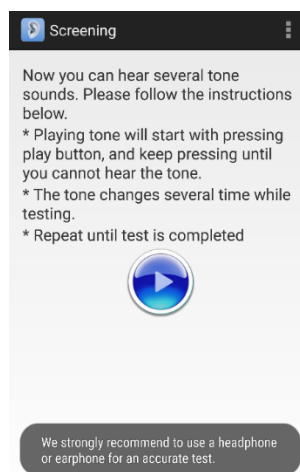 Screening
Now you can hear several tone
sounds. Please follow the instructions
below.
* Playing tone will start with pressing
play button, and keep pressing until
you cannot hear the tone.
* The tone changes several time while
testing.
* Repeat until test is completed
We strongly recommend to use a headphone
or earphone for an accurate test.